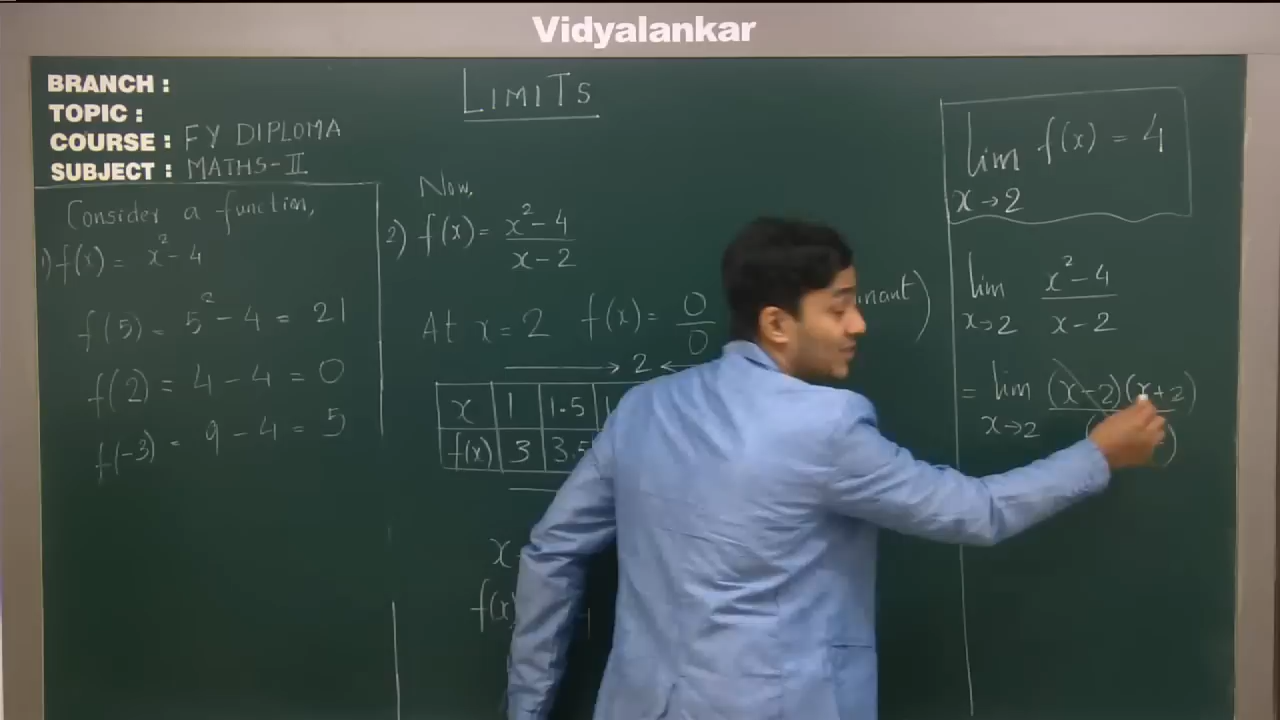 Vidyalankar
BRANCH :
TOPIC :
COURSE : FY DIPLOMA
SUBJECT : MATHS-II
LIMITS
Consider a function,
1) f(x) = x² - 4
f(5) = 5² - 4 = 21
f(2) = 4 - 4 = 0
f(-3) = 9 - 4 = 5
Now,
2) f(x) = (x² - 4)/(x - 2)
At x = 2 f(x) = 0/0
→ 2 ←
x 1 1.5
f(x) 3 3.5
x
f(x)
lim x→2 f(x) = 4
lim x→2 (x² - 4)/(x - 2)
= lim x→2 (x-2)(x+2)